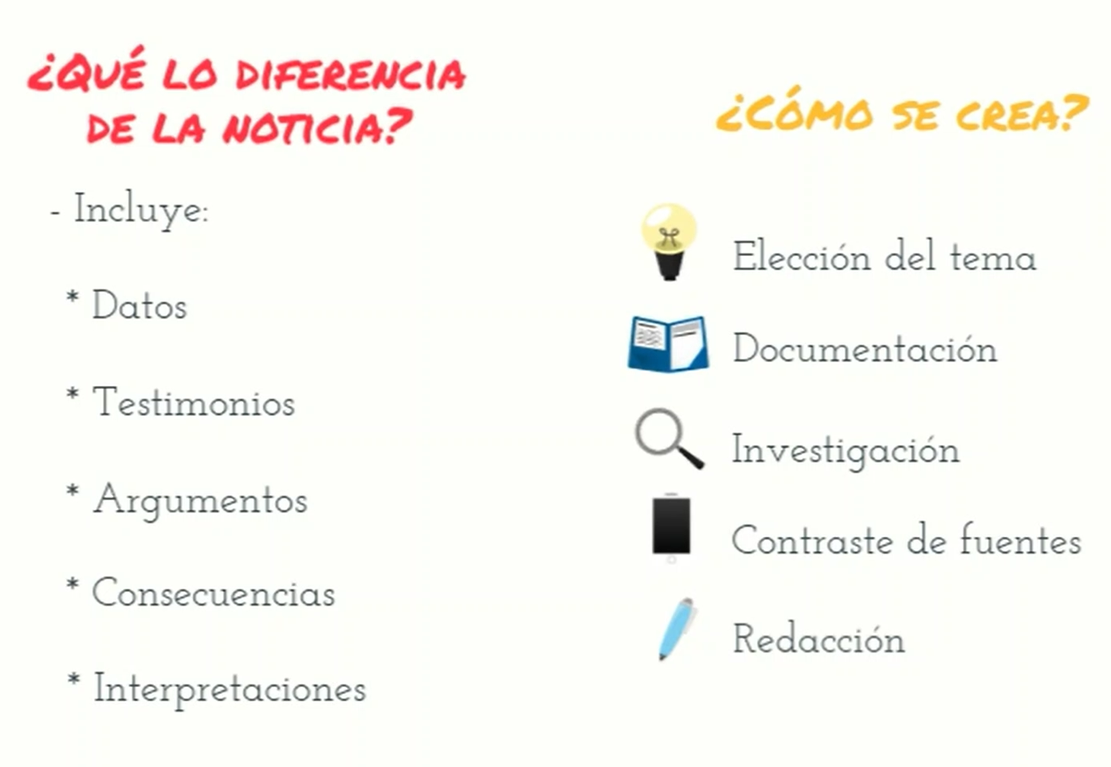 ¿QUÉ LO DIFERENCIA
DE LA NOTICIA?
- Incluye:
* Datos
* Testimonios
* Argumentos
* Consecuencias
* Interpretaciones
¿CÓMO SE CREA?
Elección del tema
Documentación
Investigación
Contraste de fuentes
Redacción